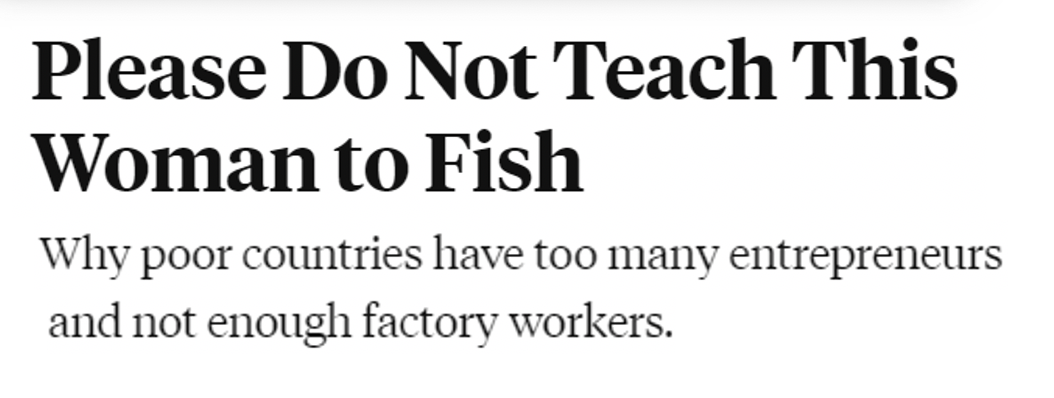 Please Do Not Teach This
Woman to Fish
Why poor countries have too many entrepreneurs
and not enough factory workers.